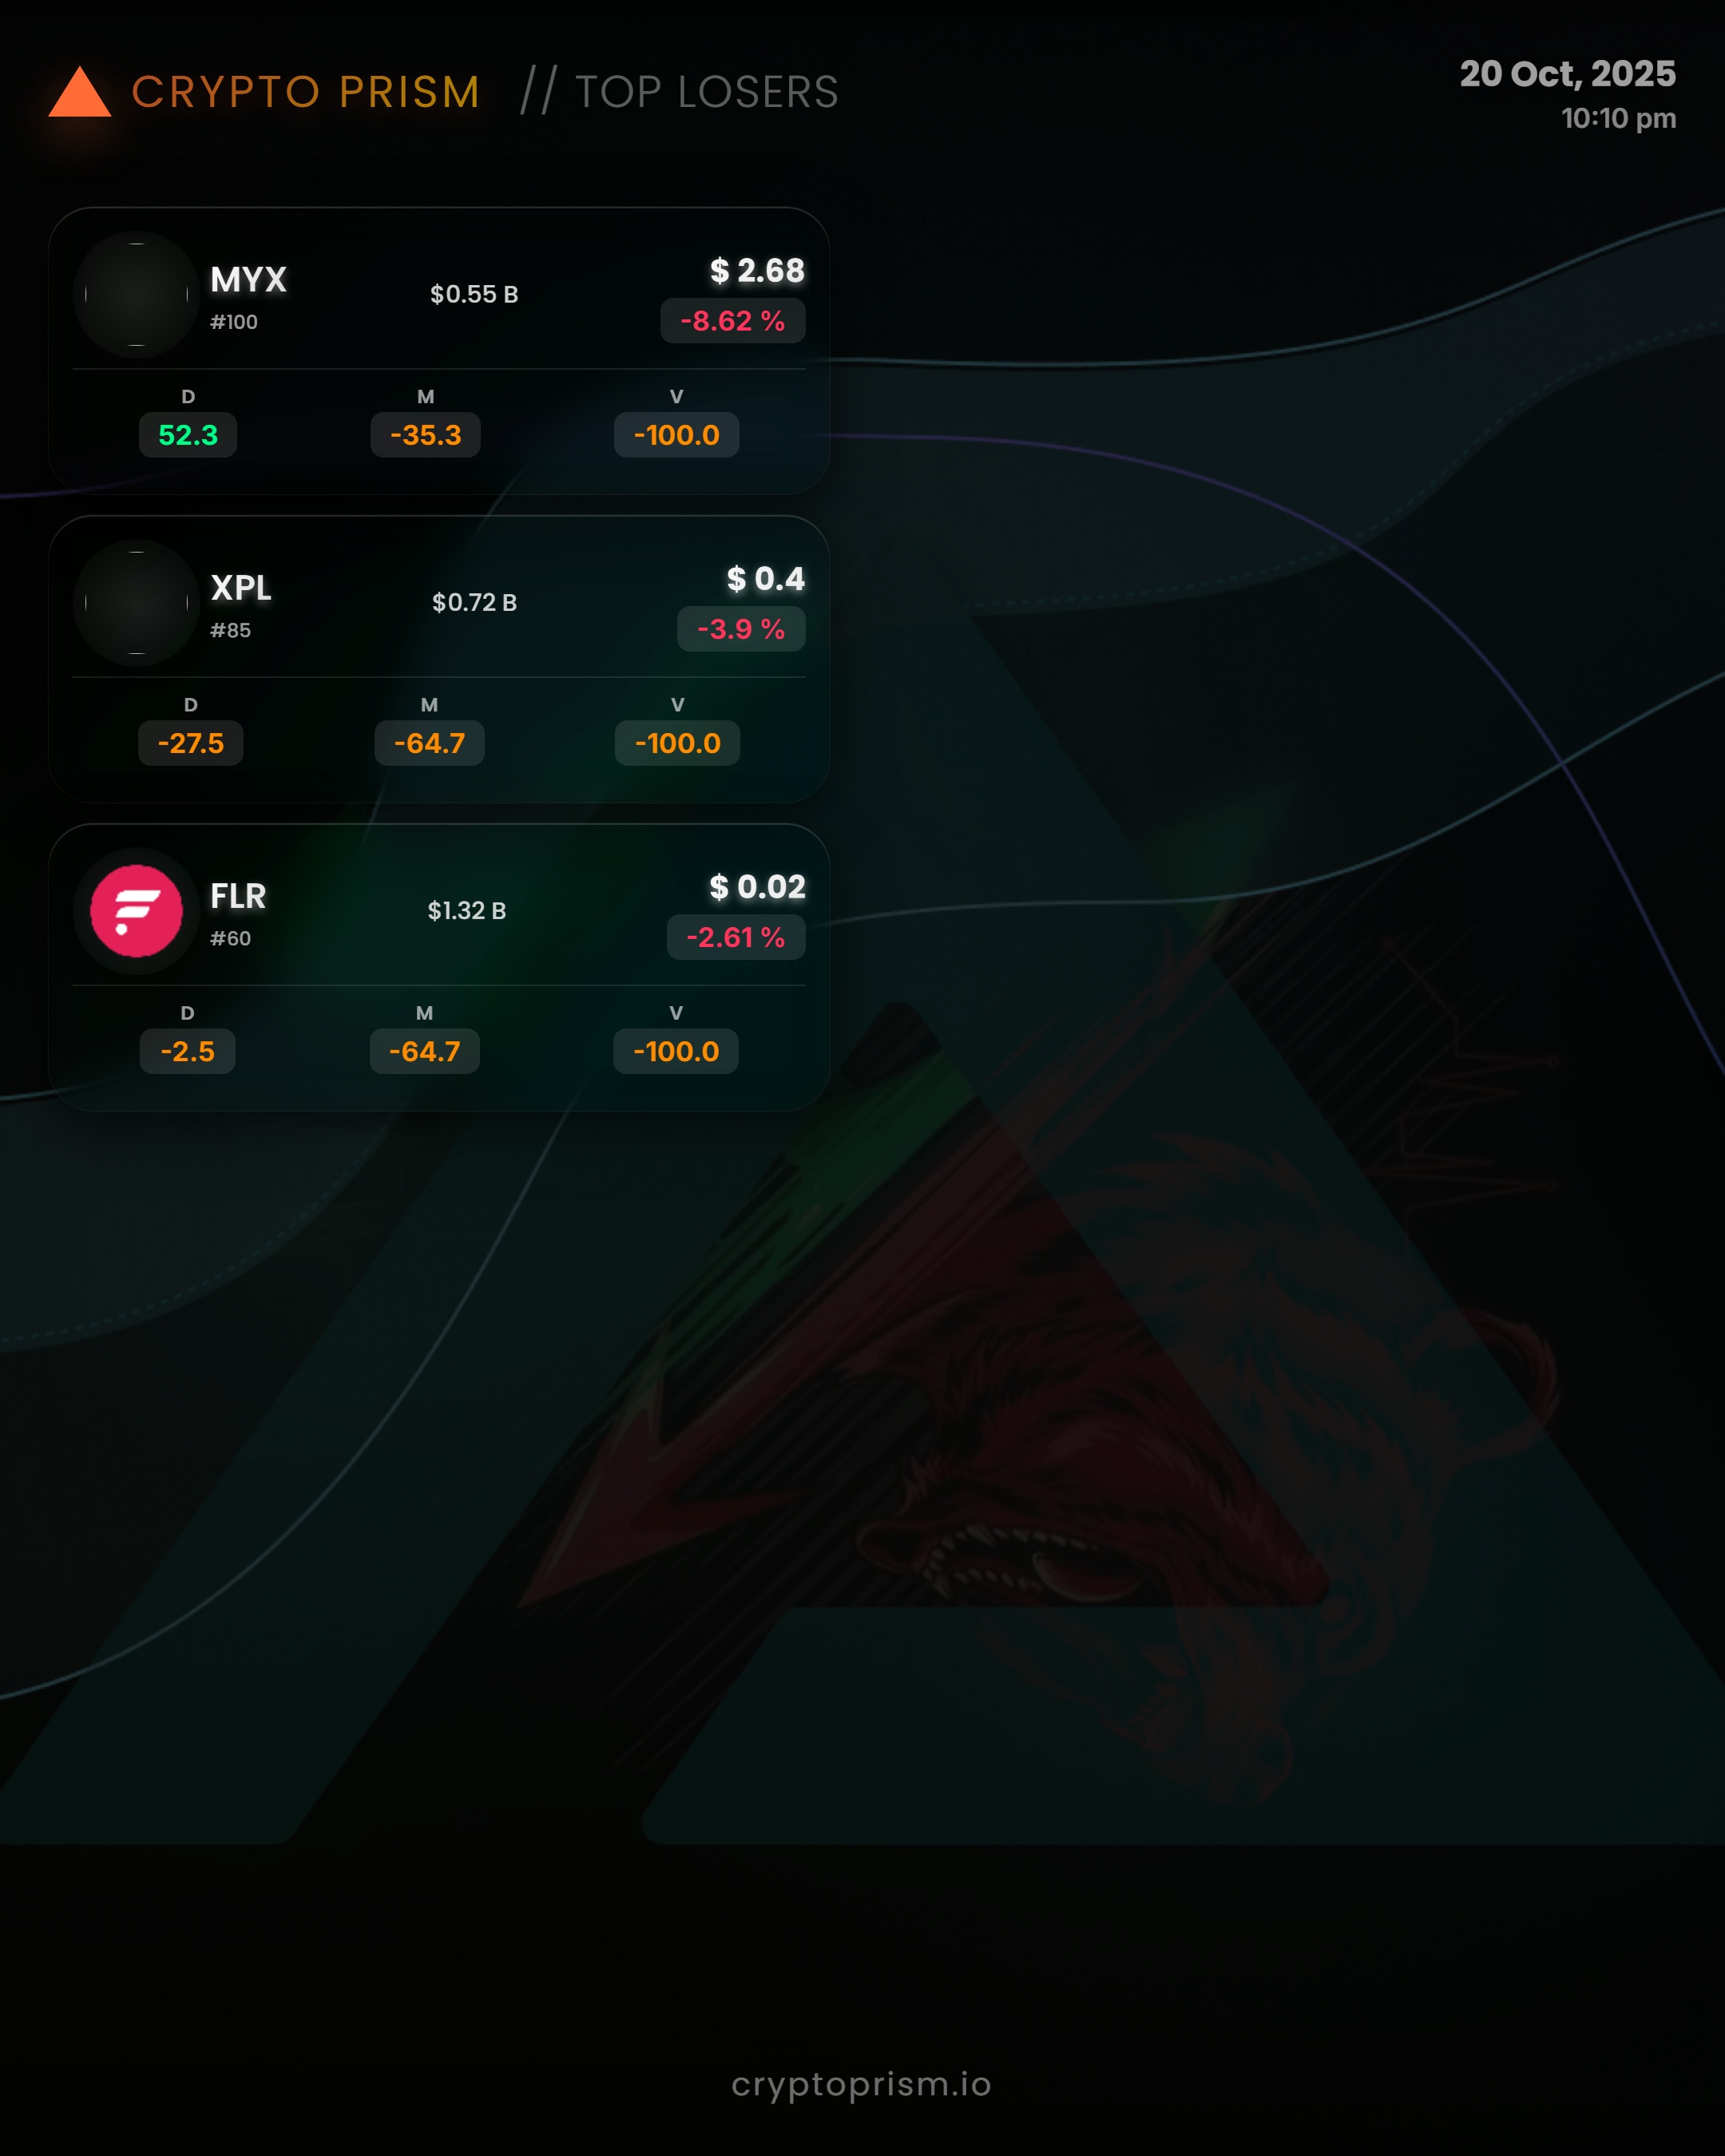 CRYPTO PRISM // TOP LOSERS
20 Oct, 2025
10:10 pm
MYX
#100
$0.55 B
$ 2.68
-8.62 %
D M V
52.3 -35.3 -100.0
XPL
#85
$0.72 B
$ 0.4
-3.9 %
D M V
-27.5 -64.7 -100.0
FLR
#60
$1.32 B
$ 0.02
-2.61 %
D M V
-2.5 -64.7 -100.0
cryptoprism.io